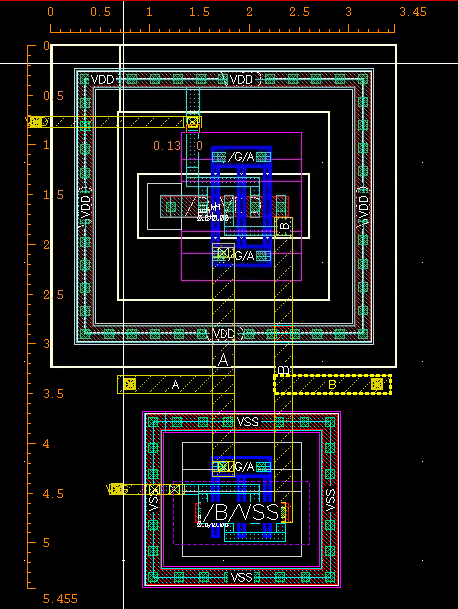 0 0.5 1 1.5 2 2.5 3 3.45
0
VDD VDD
0.5
1
0.13 0
/G/A
1.5
VDD VDD
B
2
/G/A
2.5
3
VDD
A
B
3.5
A B
VSS
4
/G/A
4.5
VSS VSS
/B/VSS
5
VSS
5.455